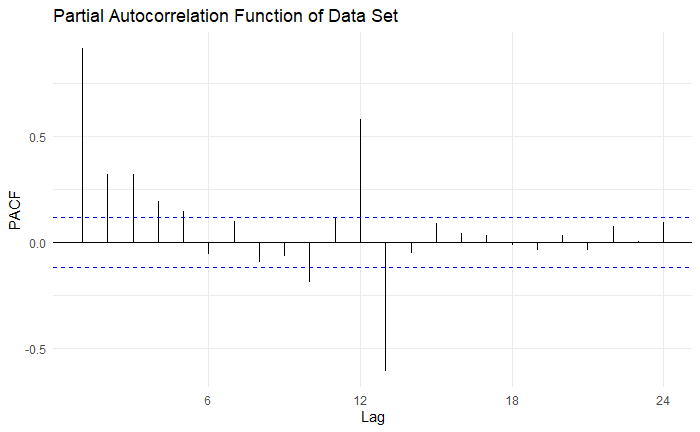 Partial Autocorrelation Function of Data Set
PACF
0.5
0.0
-0.5
6
12
18
24
Lag